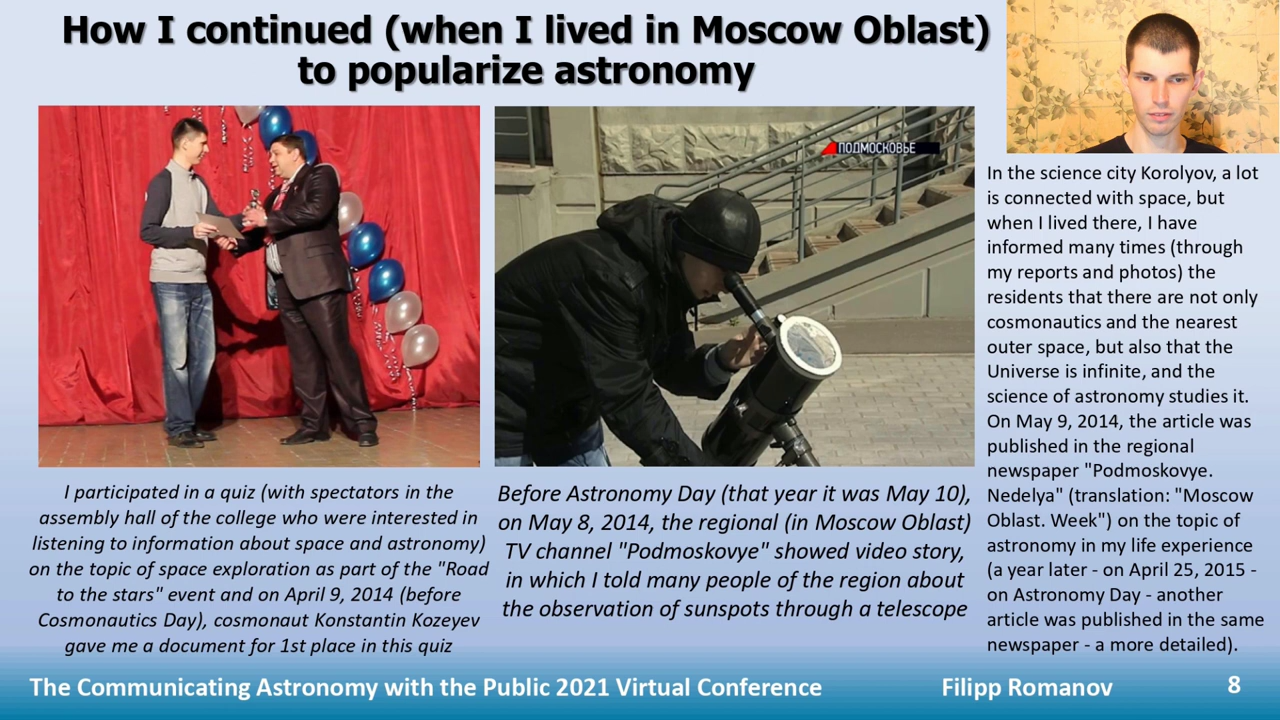 How I continued (when I lived in Moscow Oblast)
to popularize astronomy
ПОДМОСКОВЬЕ
I participated in a quiz (with spectators in the
assembly hall of the college who were interested in
listening to information about space and astronomy)
on the topic of space exploration as part of the "Road
to the stars" event and on April 9, 2014 (before
Cosmonautics Day), cosmonaut Konstantin Kozeyev
gave me a document for 1st place in this quiz
Before Astronomy Day (that year it was May 10),
on May 8, 2014, the regional (in Moscow Oblast)
TV channel "Podmoskovye" showed video story,
in which I told many people of the region about
the observation of sunspots through a telescope
In the science city Korolyov, a lot
is connected with space, but
when I lived there, I have
informed many times (through
my reports and photos) the
residents that there are not only
cosmonautics and the nearest
outer space, but also that the
Universe is infinite, and the
science of astronomy studies it.
On May 9, 2014, the article was
published in the regional
newspaper "Podmoskovye.
Nedelya" (translation: "Moscow
Oblast. Week") on the topic of
astronomy in my life experience
(a year later - on April 25, 2015 -
on Astronomy Day - another
article was published in the same
newspaper - a more detailed).
The Communicating Astronomy with the Public 2021 Virtual Conference
Filipp Romanov
8